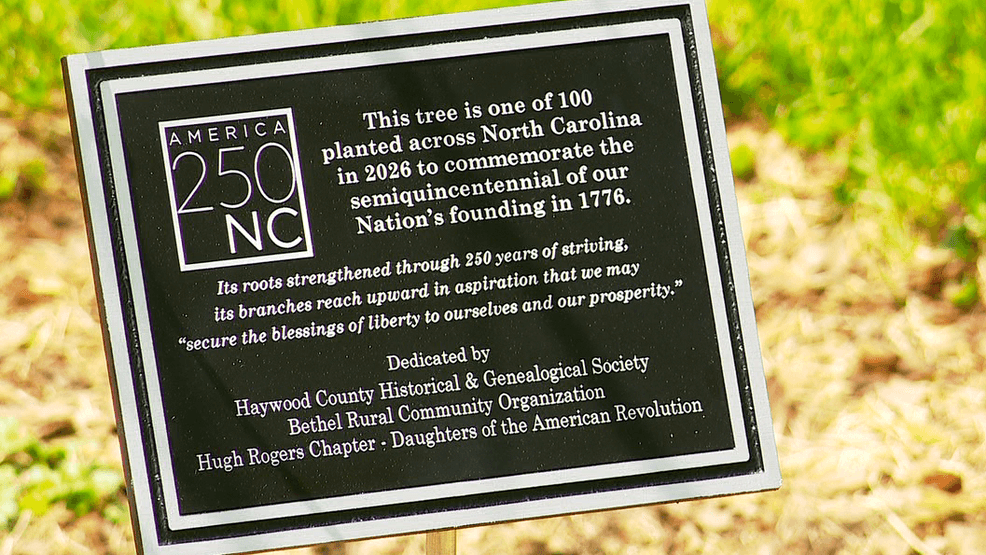 AMERICA
250
NC
This tree is one of 100
planted across North Carolina
in 2026 to commemorate the
semiquincentennial of our
Nation's founding in 1776.
Its roots strengthened through 250 years of striving,
its branches reach upward in aspiration that we may
“secure the blessings of liberty to ourselves and our prosperity.”
Dedicated by
Haywood County Historical & Genealogical Society
Bethel Rural Community Organization
Hugh Rogers Chapter - Daughters of the American Revolution